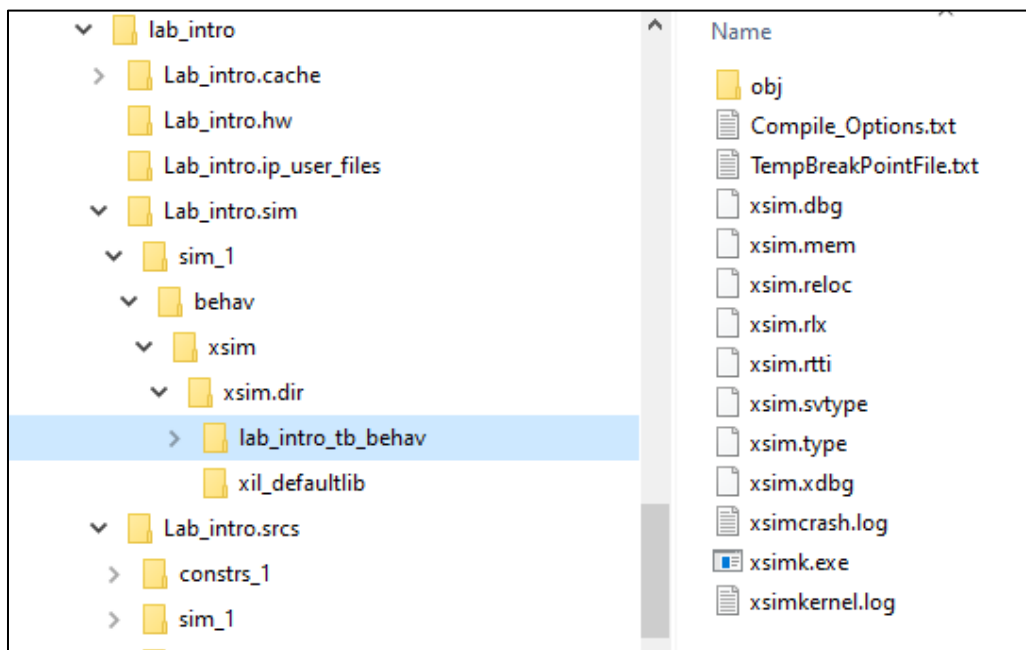 lab_intro
Lab_intro.cache
Lab_intro.hw
Lab_intro.ip_user_files
Lab_intro.sim
sim_1
behav
xsim
xsim.dir
lab_intro_tb_behav
xil_defaultlib
Lab_intro.srcs
constrs_1
sim_1
Name
obj
Compile_Options.txt
TempBreakPointFile.txt
xsim.dbg
xsim.mem
xsim.reloc
xsim.rlx
xsim.rtti
xsim.svtype
xsim.type
xsim.xdbg
xsimcrash.log
xsimk.exe
xsimkernel.log